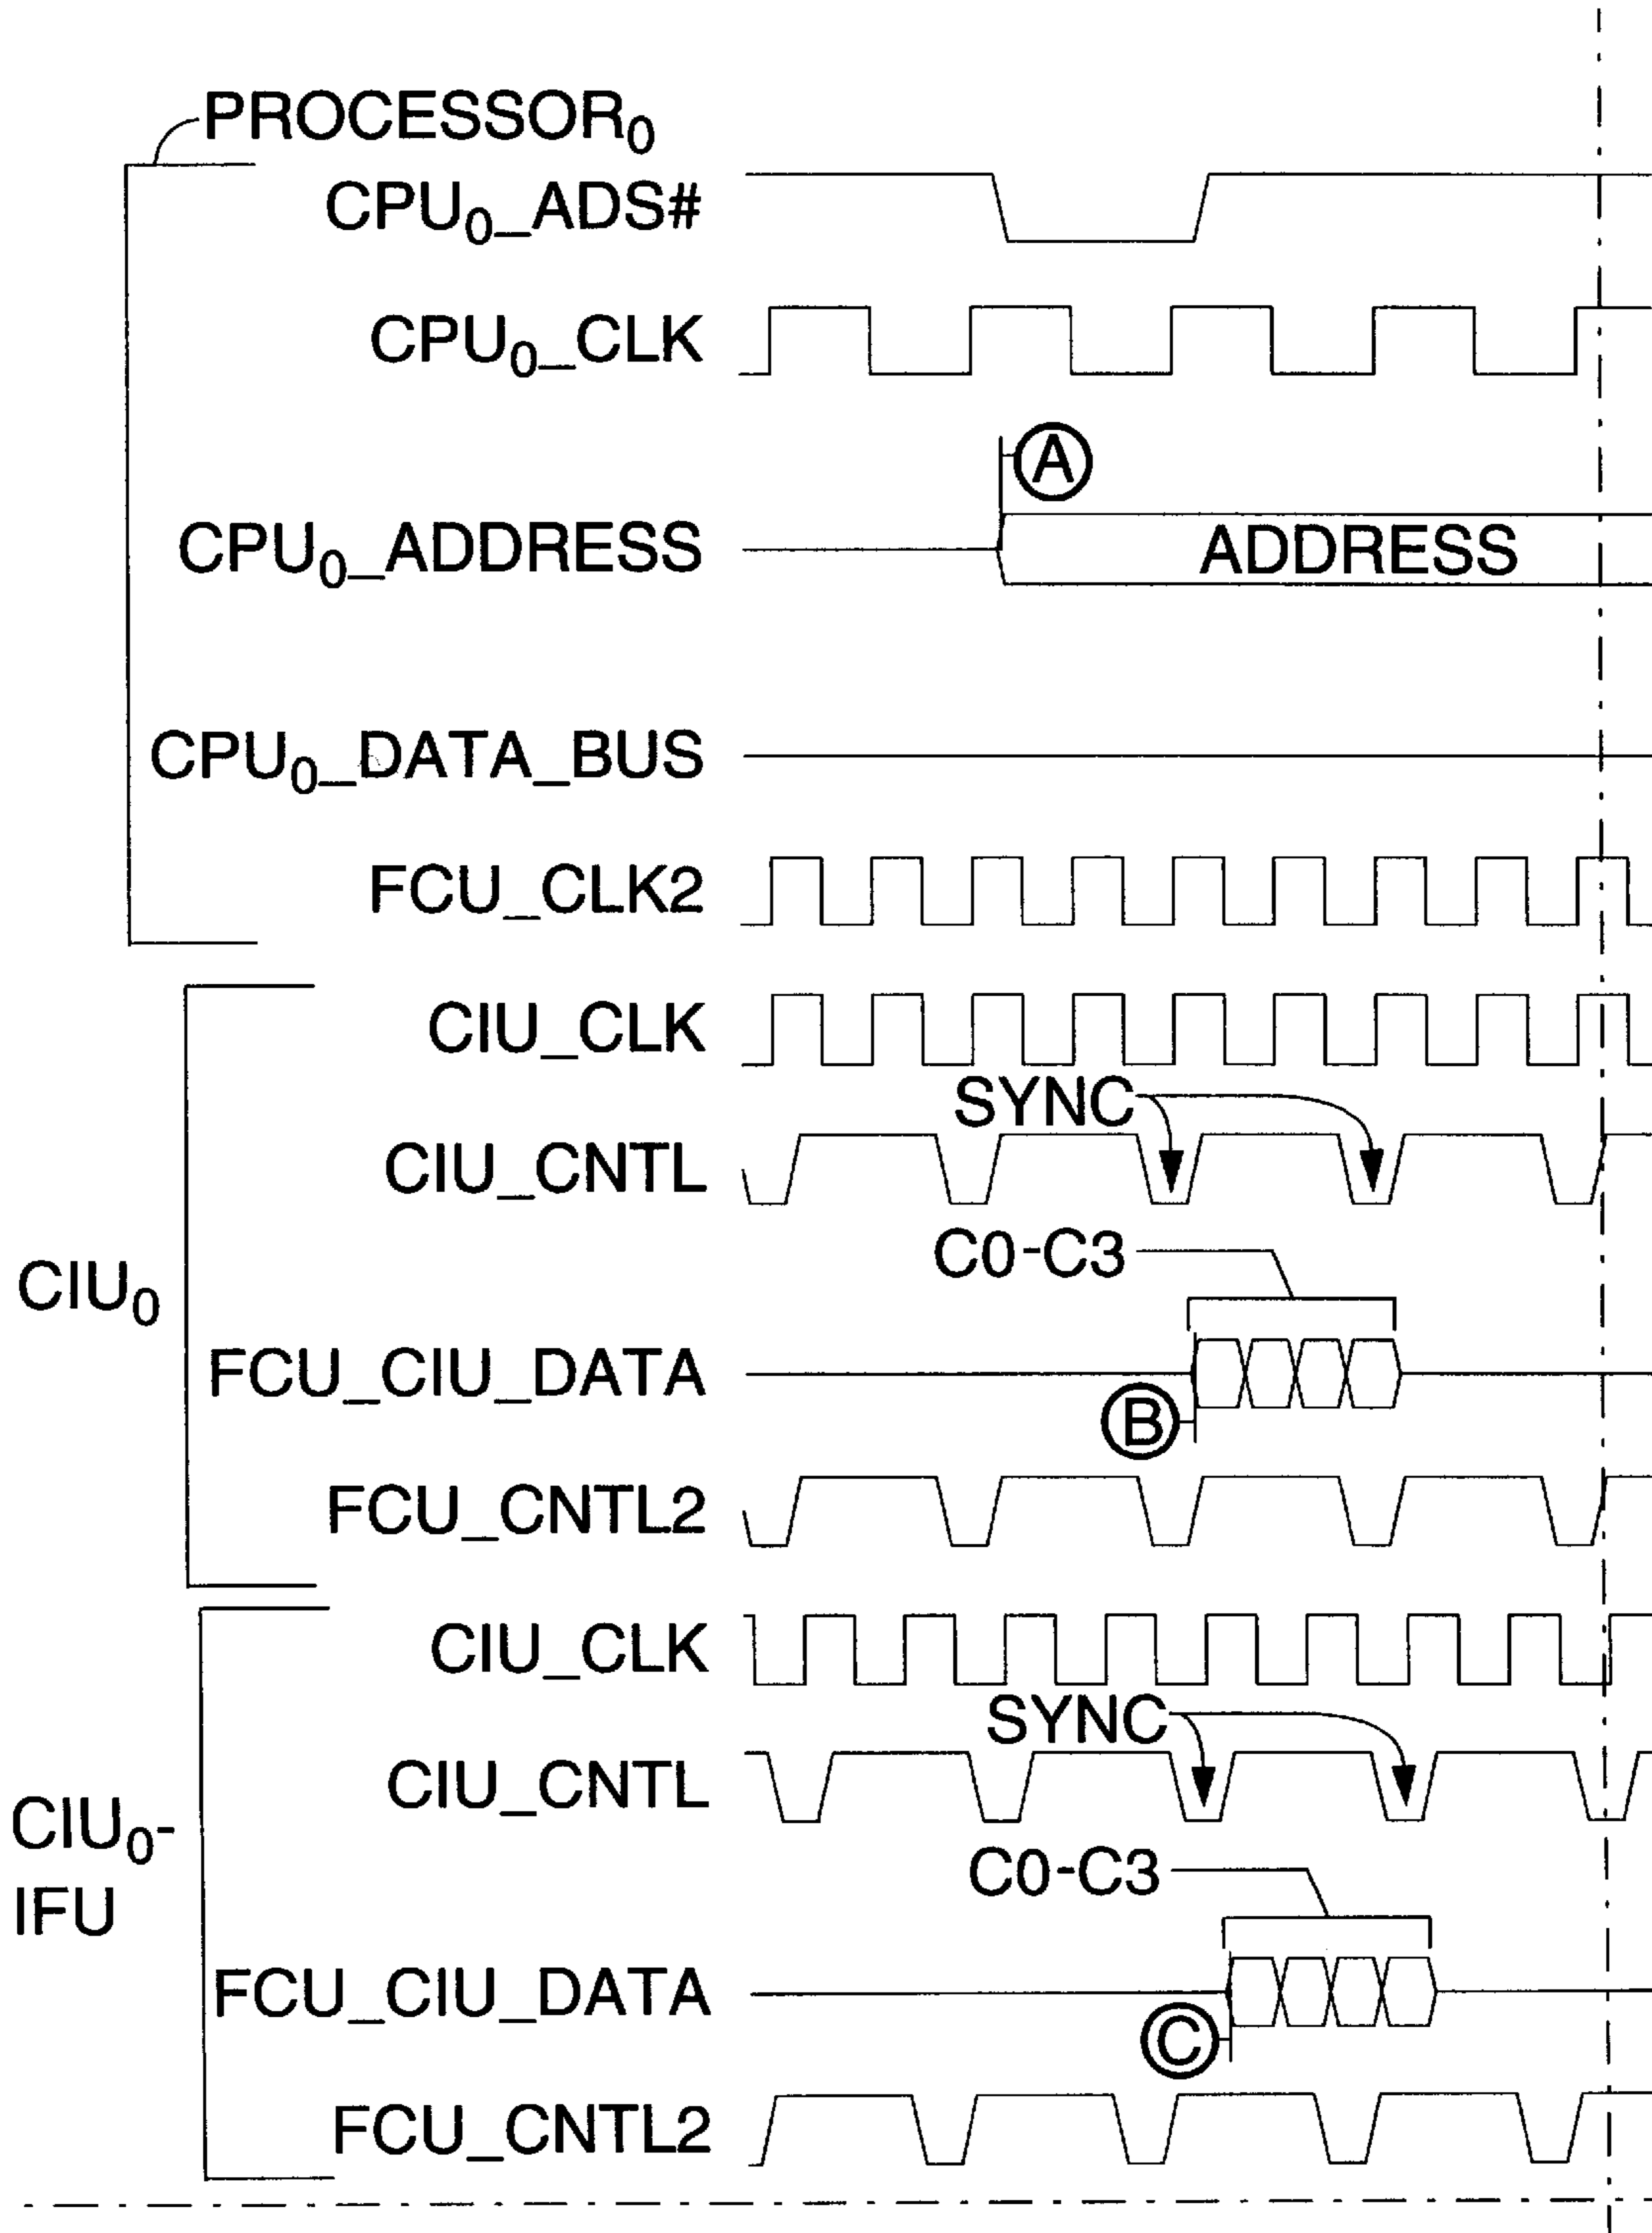 PROCESSOR₀
CPU₀_ADS#
CPU₀_CLK
A
CPU₀_ADDRESS
ADDRESS
CPU₀_DATA_BUS
FCU_CLK2
CIU_CLK
SYNC
CIU_CNTL
C0-C3
CIU₀
FCU_CIU_DATA
B
FCU_CNTL2
CIU_CLK
SYNC
CIU_CNTL
CIU₀-
IFU
C0-C3
FCU_CIU_DATA
C
FCU_CNTL2